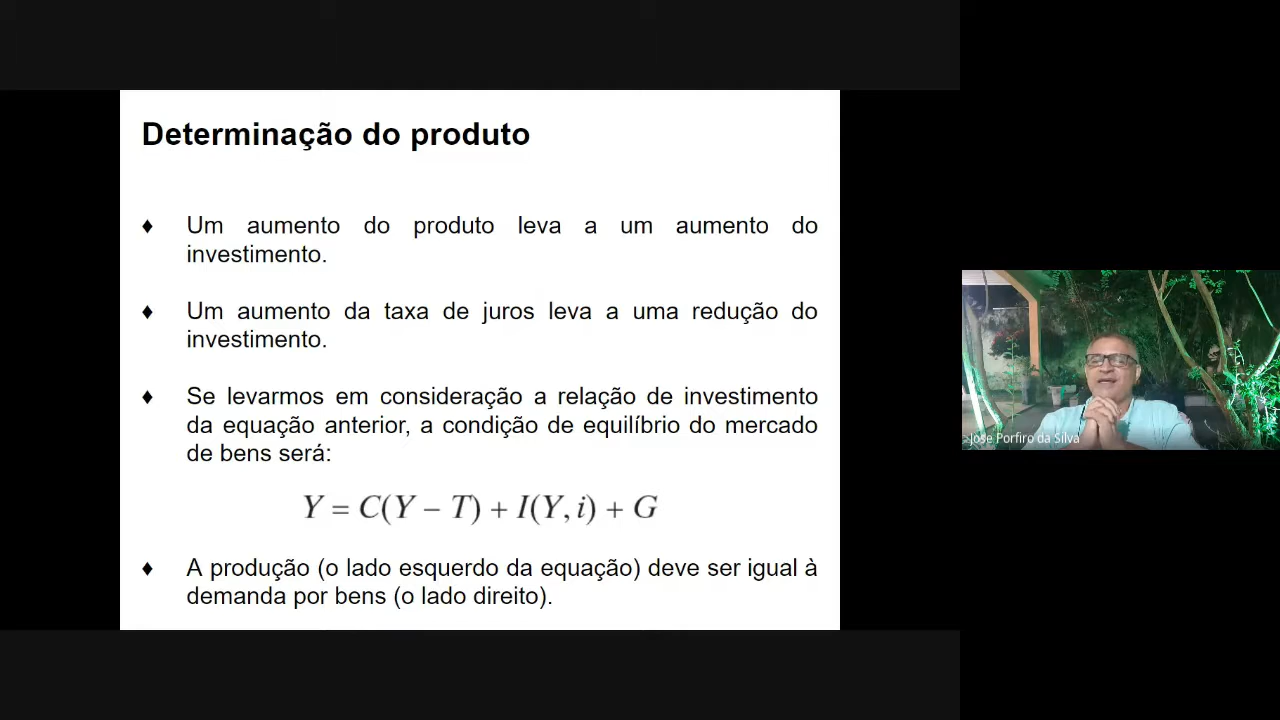 Determinação do produto
♦ Um aumento do produto leva a um aumento do
investimento.
♦ Um aumento da taxa de juros leva a uma redução do
investimento.
♦ Se levarmos em consideração a relação de investimento
da equação anterior, a condição de equilíbrio do mercado
de bens será:
Y = C(Y – T) + I(Y, i) + G
♦ A produção (o lado esquerdo da equação) deve ser igual à
demanda por bens (o lado direito).
Jose Porfiro da Silva